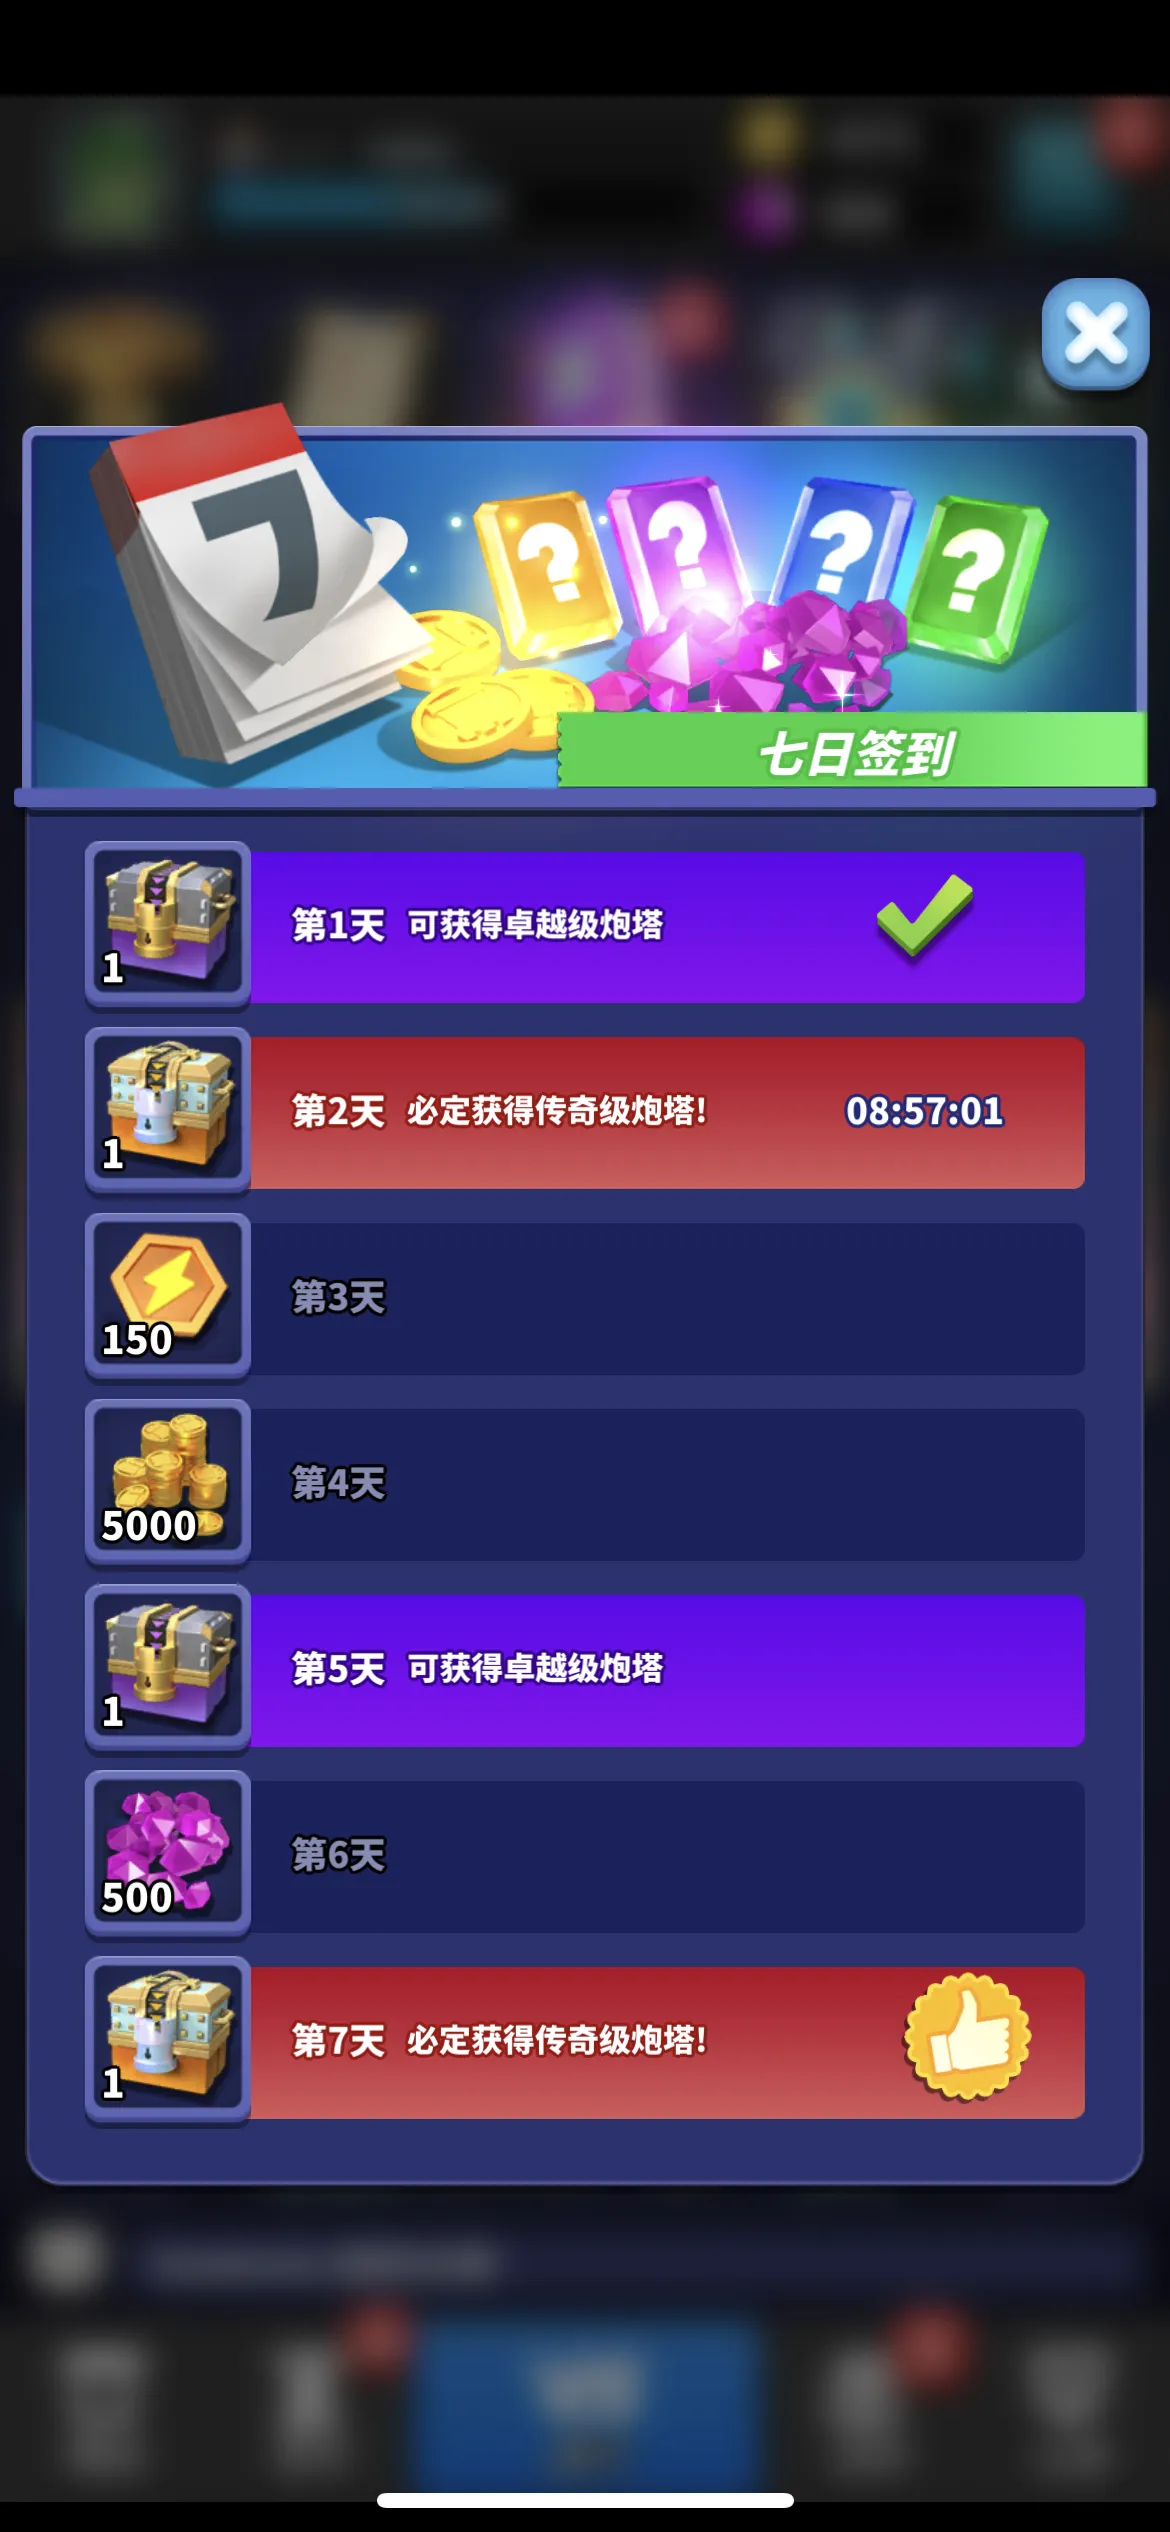 7
? ? ? ?
七日签到
1
第1天 可获得卓越级炮塔
1
第2天 必定获得传奇级炮塔!
08:57:01
150
第3天
5000
第4天
1
第5天 可获得卓越级炮塔
500
第6天
1
第7天 必定获得传奇级炮塔!